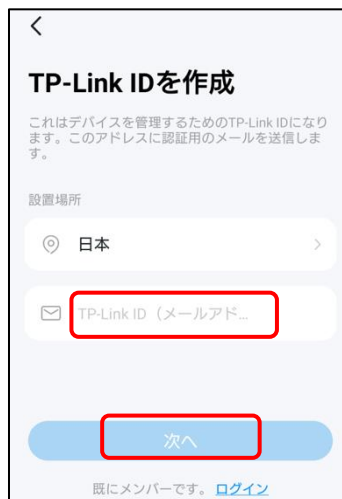 TP-Link IDを作成
これはデバイスを管理するためのTP-Link IDになり
ます。このアドレスに認証用のメールを送信しま
す。
設置場所
日本
TP-Link ID（メールアド...
次へ
既にメンバーです。 ログイン